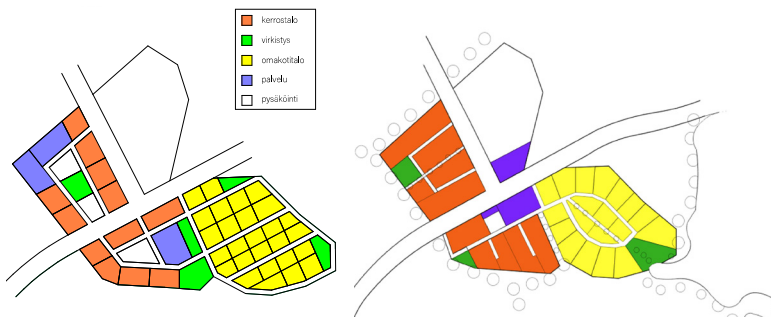 kerrostalo
virkistys
omakotitalo
palvelu
pysäköinti